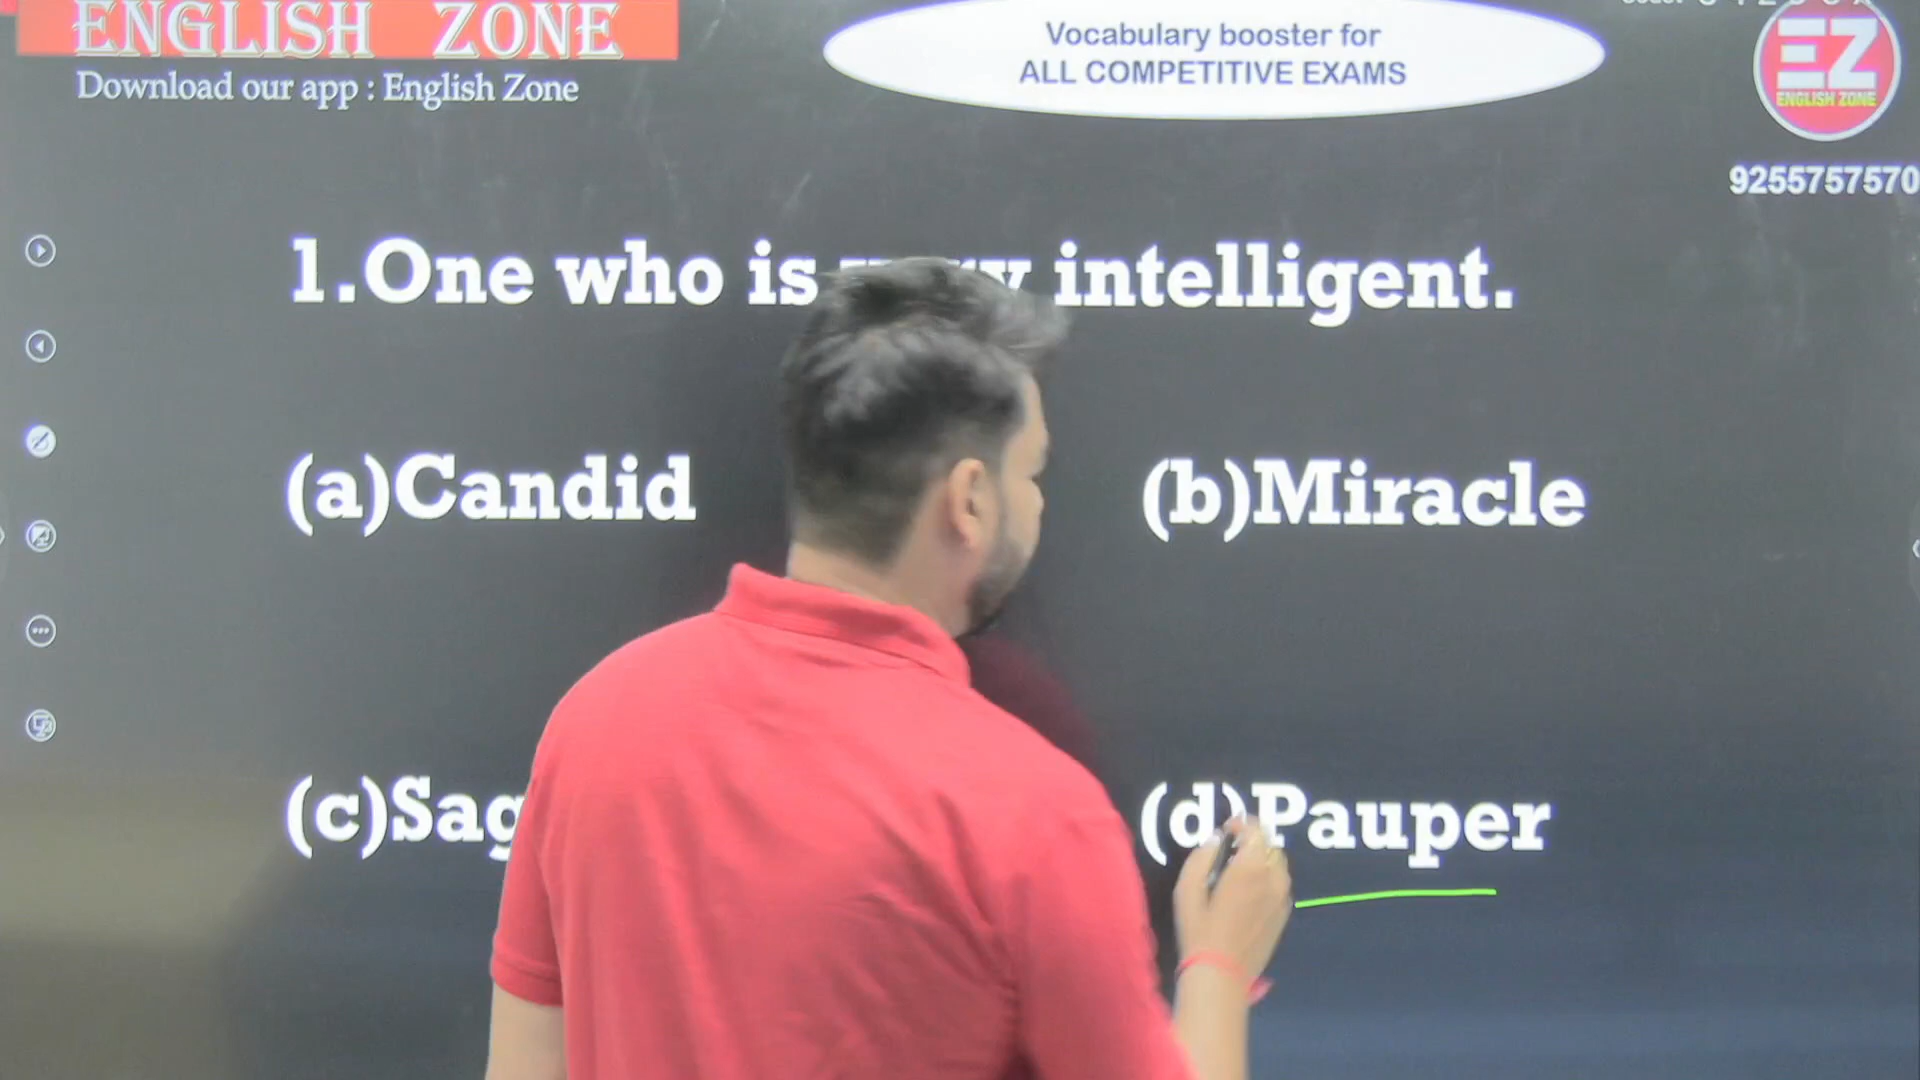 ENGLISH ZONE
Download our app : English Zone
Vocabulary booster for
ALL COMPETITIVE EXAMS
EZ
ENGLISH ZONE
9255757570
1.One who is very intelligent.
(a)Candid
(b)Miracle
(c)Sag
(d)Pauper